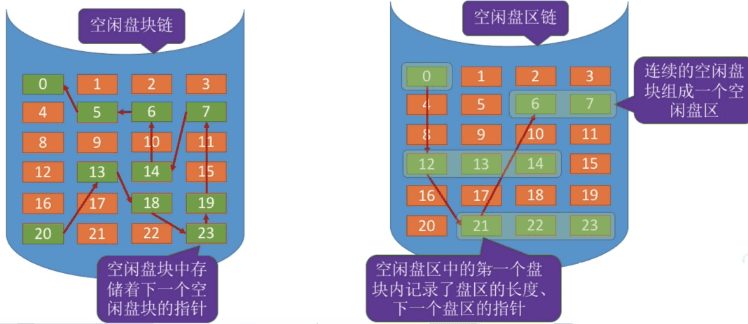 空闲盘块链
0 1 2 3
4 5 6 7
8 9 10 11
12 13 14 15
16 17 18 19
20 21 22 23
空闲盘块中存
储着下一个空
闲盘块的指针
空闲盘区链
0 1 2 3
4 5 6 7
8 9 10 11
12 13 14 15
16 17 18 19
20 21 22 23
连续的空闲盘
块组成一个空
闲盘区
空闲盘区中的第一个盘
块内记录了盘区的长度、
下一个盘区的指针